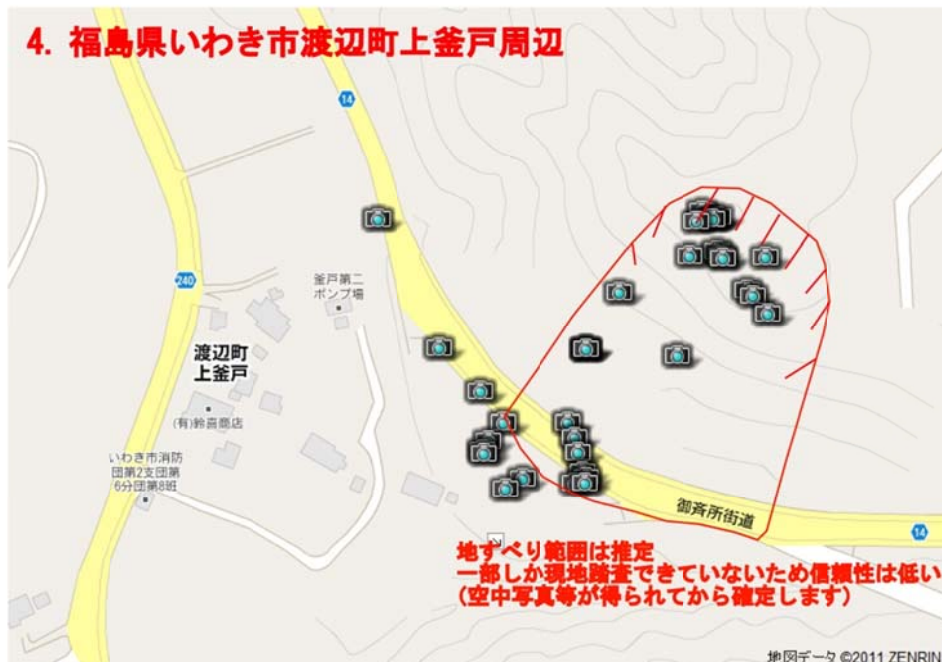 4. 福島県いわき市渡辺町上釜戸周辺
14
240
釜戸第二
ポンプ場
渡辺町
上釜戸
(有)鈴喜商店
いわき市消防
団第2支団第
6分団第8班
御斉所街道
14
地すべり範囲は推定
一部しか現地踏査できていないため信頼性は低い
(空中写真等が得られてから確定します)
地図データ ©2011 ZENRIN